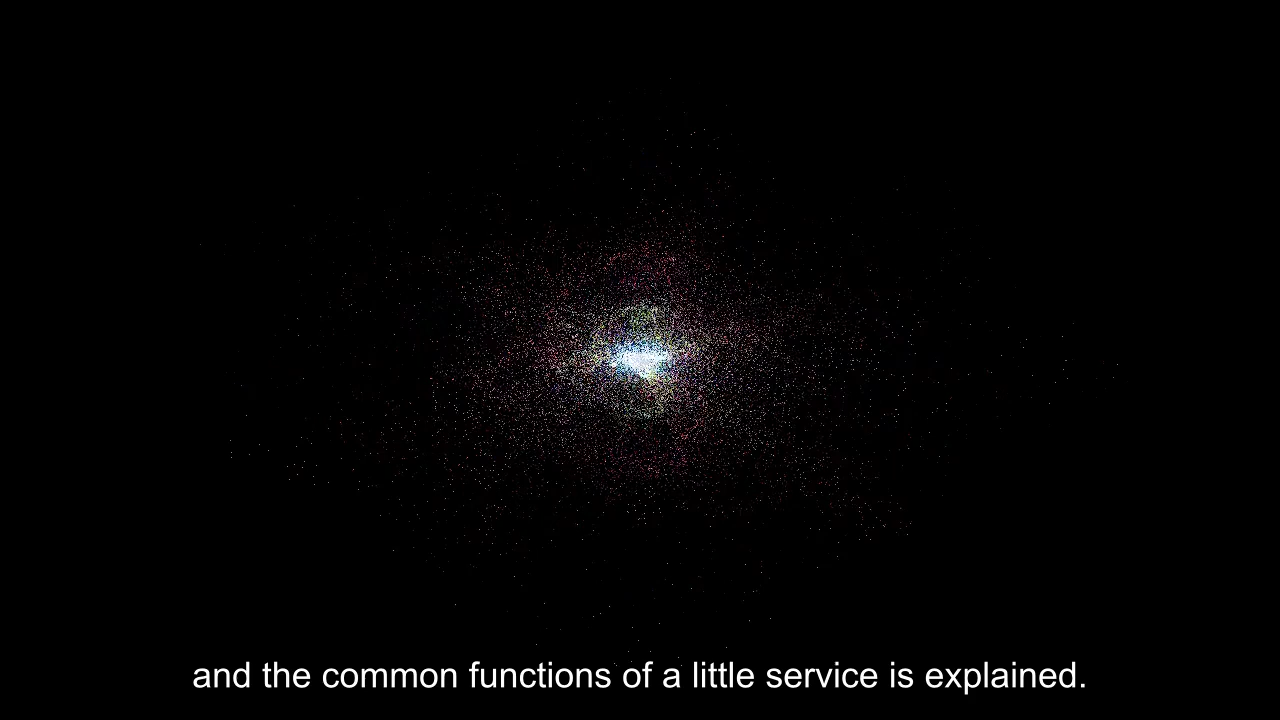 and the common functions of a little service is explained.